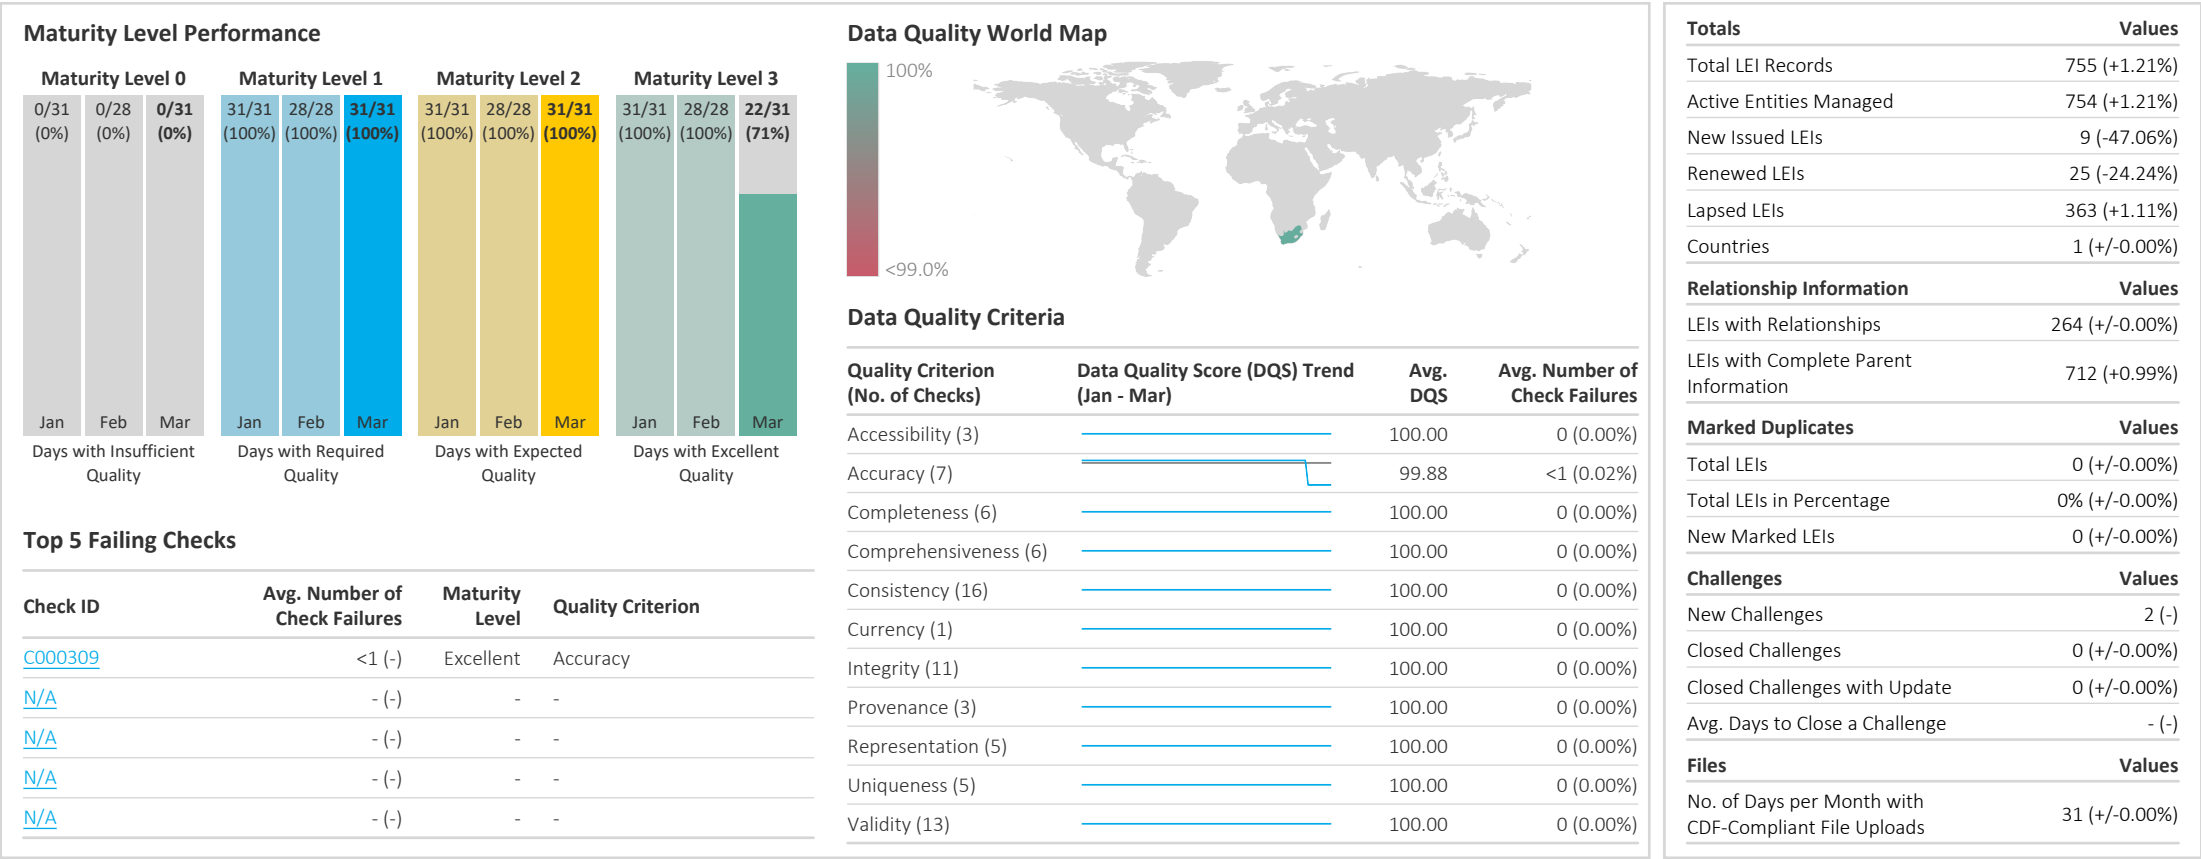 Maturity Level Performance
Maturity Level 0
0/31 0/28 0/31
(0%) (0%) (0%)
Jan Feb Mar
Days with Insufficient
Quality
Maturity Level 1
31/31 28/28 31/31
(100%) (100%) (100%)
Jan Feb Mar
Days with Required
Quality
Maturity Level 2
31/31 28/28 31/31
(100%) (100%) (100%)
Jan Feb Mar
Days with Expected
Quality
Maturity Level 3
31/31 28/28 22/31
(100%) (100%) (71%)
Jan Feb Mar
Days with Excellent
Quality
Top 5 Failing Checks
Check ID Avg. Number of Check Failures Maturity Level Quality Criterion
C000309 <1 (-) Excellent Accuracy
N/A - (-) - -
N/A - (-) - -
N/A - (-) - -
N/A - (-) - -
Data Quality World Map
100%
<99.0%
Data Quality Criteria
Quality Criterion Data Quality Score (DQS) Trend Avg. Avg. Number of
(No. of Checks) (Jan - Mar) DQS Check Failures
Accessibility (3) 100.00 0 (0.00%)
Accuracy (7) 99.88 <1 (0.02%)
Completeness (6) 100.00 0 (0.00%)
Comprehensiveness (6) 100.00 0 (0.00%)
Consistency (16) 100.00 0 (0.00%)
Currency (1) 100.00 0 (0.00%)
Integrity (11) 100.00 0 (0.00%)
Provenance (3) 100.00 0 (0.00%)
Representation (5) 100.00 0 (0.00%)
Uniqueness (5) 100.00 0 (0.00%)
Validity (13) 100.00 0 (0.00%)
Totals Values
Total LEI Records 755 (+1.21%)
Active Entities Managed 754 (+1.21%)
New Issued LEIs 9 (-47.06%)
Renewed LEIs 25 (-24.24%)
Lapsed LEIs 363 (+1.11%)
Countries 1 (+/-0.00%)
Relationship Information Values
LEIs with Relationships 264 (+/-0.00%)
LEIs with Complete Parent
Information 712 (+0.99%)
Marked Duplicates Values
Total LEIs 0 (+/-0.00%)
Total LEIs in Percentage 0% (+/-0.00%)
New Marked LEIs 0 (+/-0.00%)
Challenges Values
New Challenges 2 (-)
Closed Challenges 0 (+/-0.00%)
Closed Challenges with Update 0 (+/-0.00%)
Avg. Days to Close a Challenge - (-)
Files Values
No. of Days per Month with
CDF-Compliant File Uploads 31 (+/-0.00%)